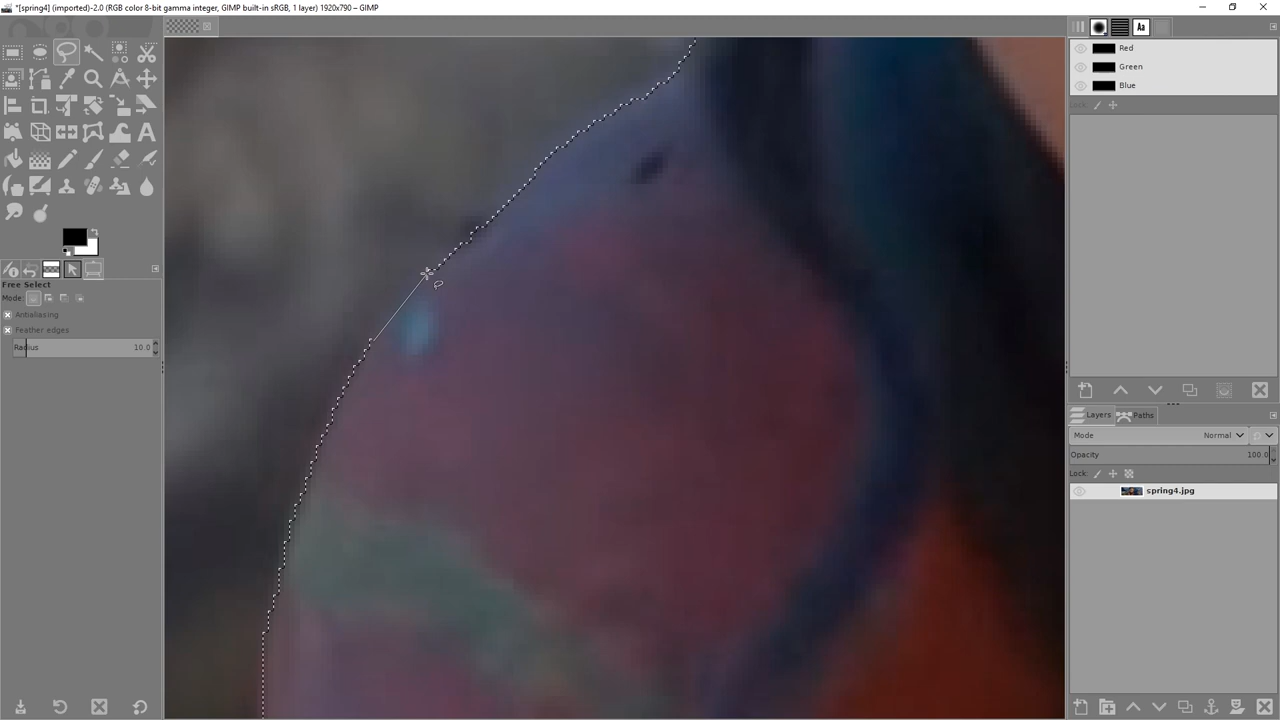 *[spring4] (imported)-2.0 (RGB color 8-bit gamma integer, GIMP built-in sRGB, 1 layer) 1920x790 – GIMP
Aa
Red
Green
Blue
Lock:
Free Select
Mode:
Antialiasing
Feather edges
Radius 10.0
Layers Paths
Mode Normal
Opacity 100.0
Lock:
spring4.jpg